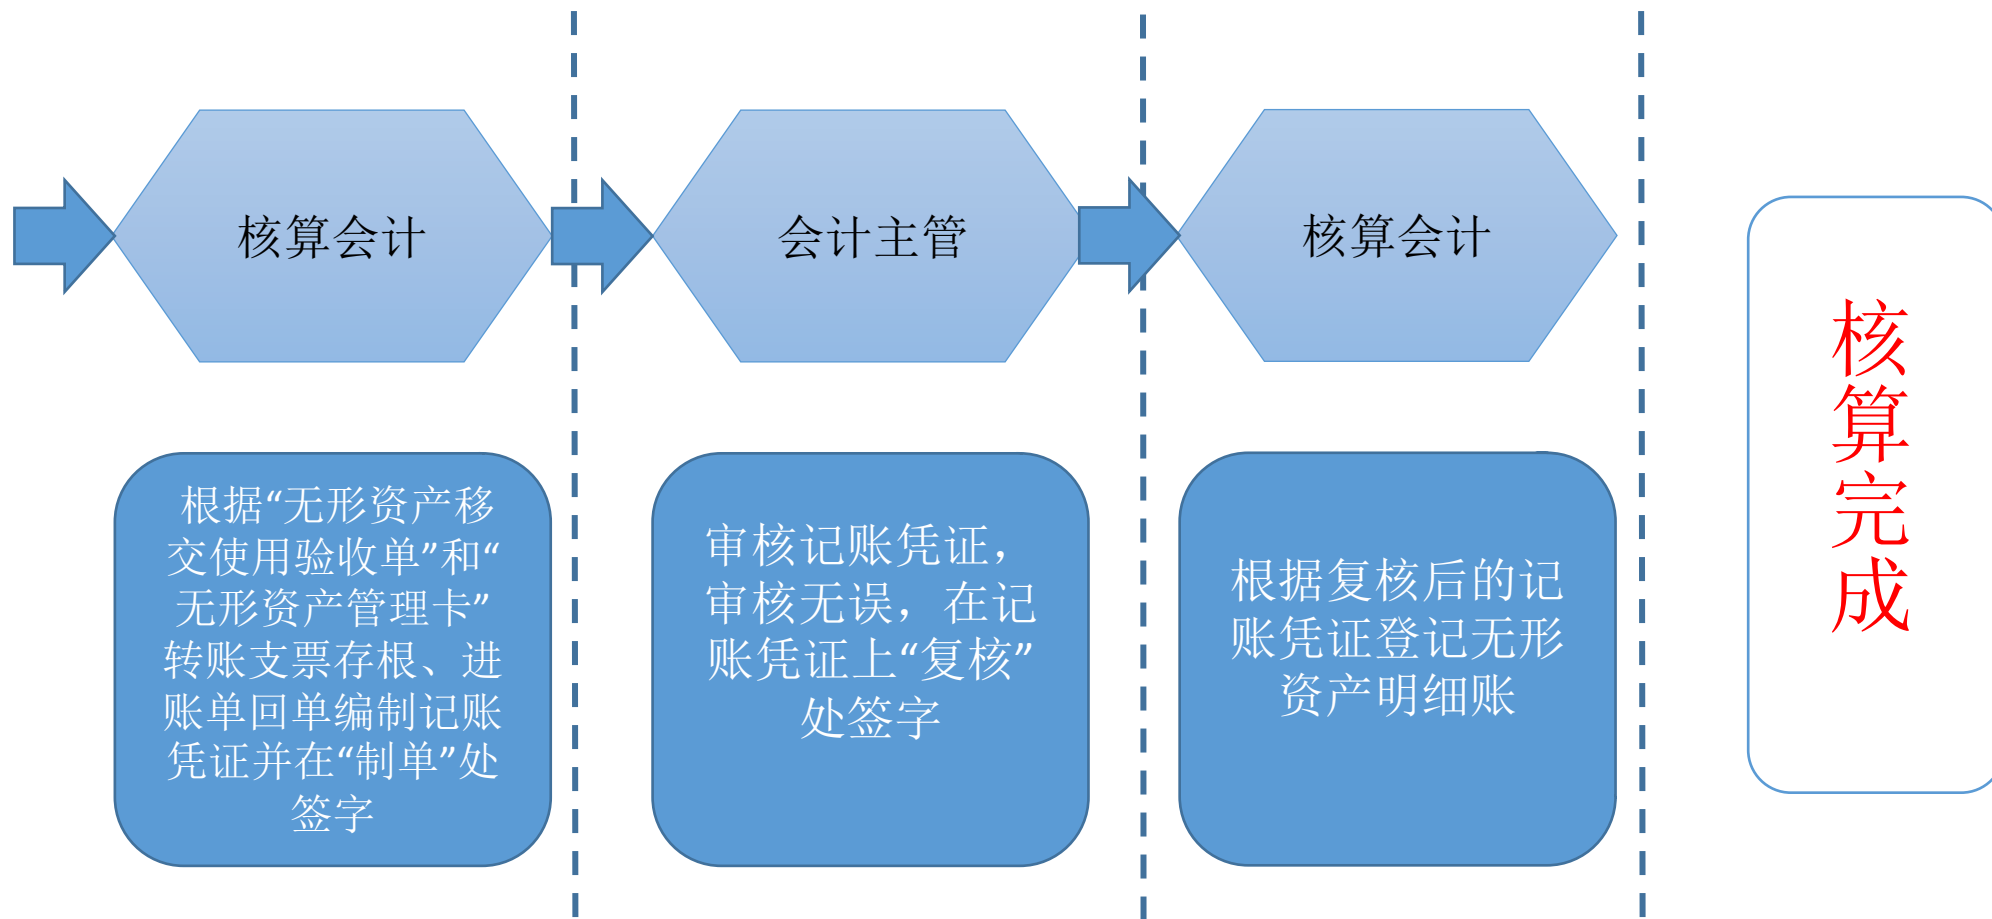 核算会计
会计主管
核算会计
根据“无形资产移
交使用验收单”和“
无形资产管理卡”
转账支票存根、进
账单回单编制记账
凭证并在“制单”处
签字
审核记账凭证，
审核无误，在记
账凭证上“复核”
处签字
根据复核后的记
账凭证登记无形
资产明细账
核算完成